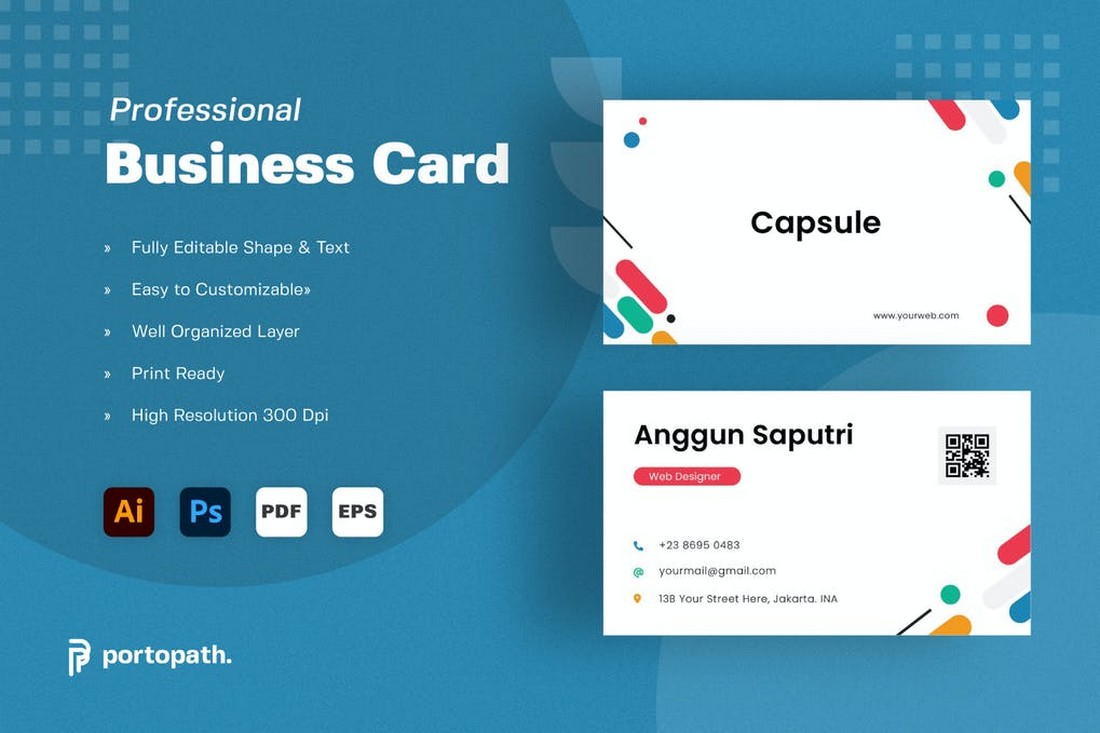 Professional
Business Card
» Fully Editable Shape & Text
» Easy to Customizable»
» Well Organized Layer
» Print Ready
» High Resolution 300 Dpi
Ai Ps PDF EPS
portopath.
Capsule
www.yourweb.com
Anggun Saputri
Web Designer
+23 8695 0483
yourmail@gmail.com
13B Your Street Here, Jakarta. INA